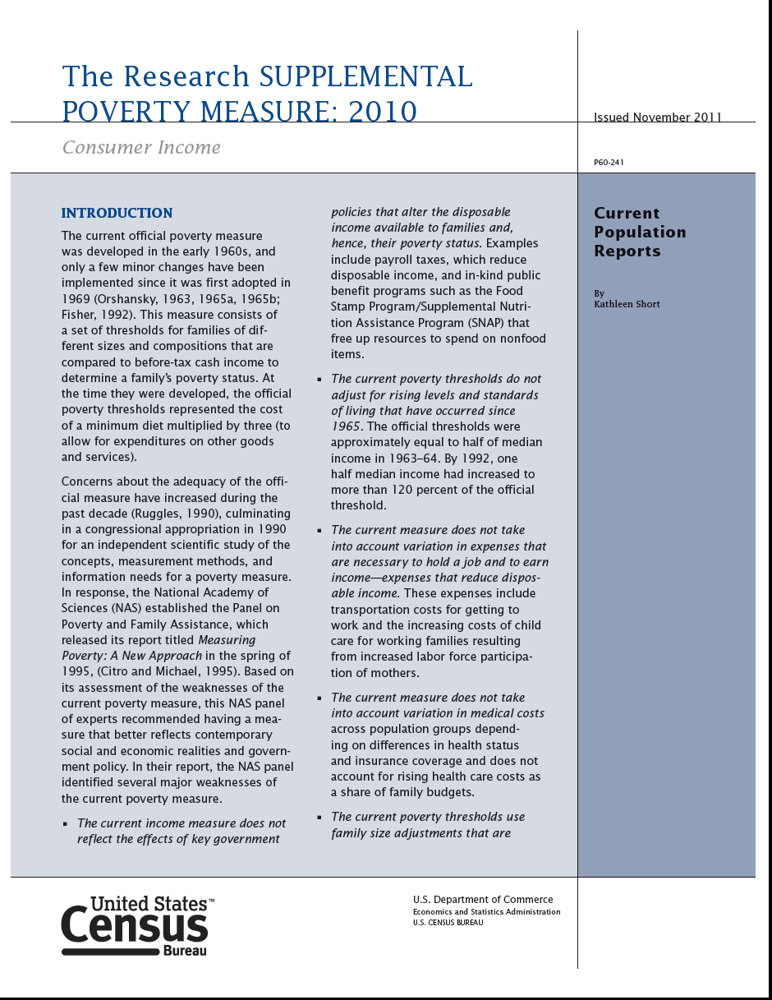 The Research SUPPLEMENTAL
POVERTY MEASURE: 2010
Consumer Income
Issued November 2011
P60-241
INTRODUCTION
The current official poverty measure
was developed in the early 1960s, and
only a few minor changes have been
implemented since it was first adopted in
1969 (Orshansky, 1963, 1965a, 1965b;
Fisher, 1992). This measure consists of
a set of thresholds for families of dif-
ferent sizes and compositions that are
compared to before-tax cash income to
determine a family's poverty status. At
the time they were developed, the official
poverty thresholds represented the cost
of a minimum diet multiplied by three (to
allow for expenditures on other goods
and services).
Concerns about the adequacy of the offi-
cial measure have increased during the
past decade (Ruggles, 1990), culminating
in a congressional appropriation in 1990
for an independent scientific study of the
concepts, measurement methods, and
information needs for a poverty measure.
In response, the National Academy of
Sciences (NAS) established the Panel on
Poverty and Family Assistance, which
released its report titled Measuring
Poverty: A New Approach in the spring of
1995, (Citro and Michael, 1995). Based on
its assessment of the weaknesses of the
current poverty measure, this NAS panel
of experts recommended having a mea-
sure that better reflects contemporary
social and economic realities and govern-
ment policy. In their report, the NAS panel
identified several major weaknesses of
the current poverty measure.
▪ The current income measure does not
reflect the effects of key government
policies that alter the disposable
income available to families and,
hence, their poverty status. Examples
include payroll taxes, which reduce
disposable income, and in-kind public
benefit programs such as the Food
Stamp Program/Supplemental Nutri-
tion Assistance Program (SNAP) that
free up resources to spend on nonfood
items.
▪ The current poverty thresholds do not
adjust for rising levels and standards
of living that have occurred since
1965. The official thresholds were
approximately equal to half of median
income in 1963–64. By 1992, one
half median income had increased to
more than 120 percent of the official
threshold.
▪ The current measure does not take
into account variation in expenses that
are necessary to hold a job and to earn
income—expenses that reduce dispos-
able income. These expenses include
transportation costs for getting to
work and the increasing costs of child
care for working families resulting
from increased labor force participa-
tion of mothers.
▪ The current measure does not take
into account variation in medical costs
across population groups depend-
ing on differences in health status
and insurance coverage and does not
account for rising health care costs as
a share of family budgets.
▪ The current poverty thresholds use
family size adjustments that are
Current
Population
Reports
By
Kathleen Short
United States™
Census
Bureau
U.S. Department of Commerce
Economics and Statistics Administration
U.S. CENSUS BUREAU